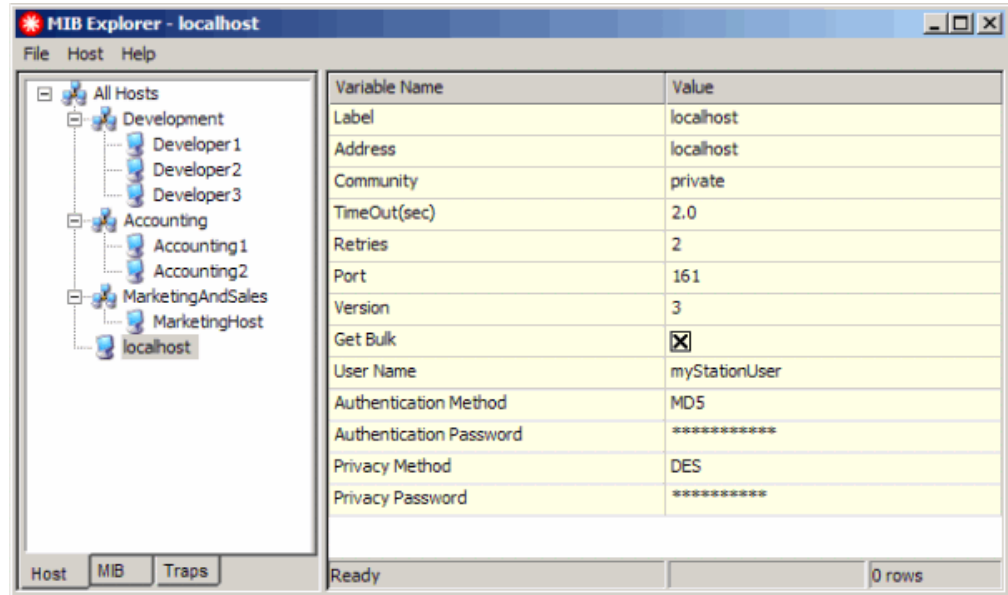 MIB Explorer - localhost
File Host Help
All Hosts
Development
Developer1
Developer2
Developer3
Accounting
Accounting1
Accounting2
MarketingAndSales
MarketingHost
localhost
Host MIB Traps
Variable Name Value
Label localhost
Address localhost
Community private
TimeOut(sec) 2.0
Retries 2
Port 161
Version 3
Get Bulk
User Name myStationUser
Authentication Method MD5
Authentication Password ***********
Privacy Method DES
Privacy Password **********
Ready 0 rows